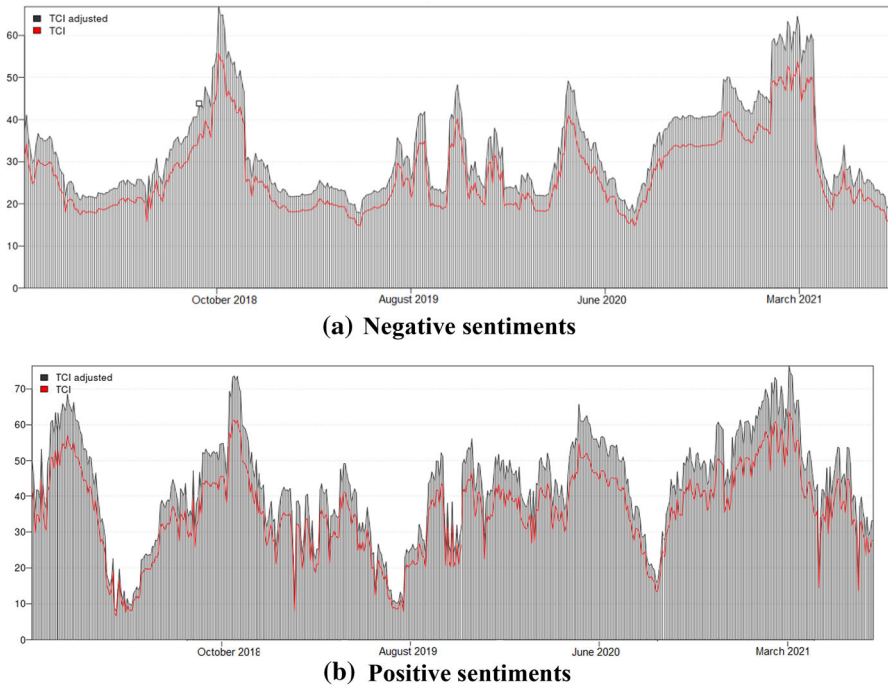 TCI adjusted
TCI
60
50
40
30
20
10
0
October 2018 August 2019 June 2020 March 2021
(a) Negative sentiments
TCI adjusted
TCI
70
60
50
40
30
20
10
0
October 2018 August 2019 June 2020 March 2021
(b) Positive sentiments